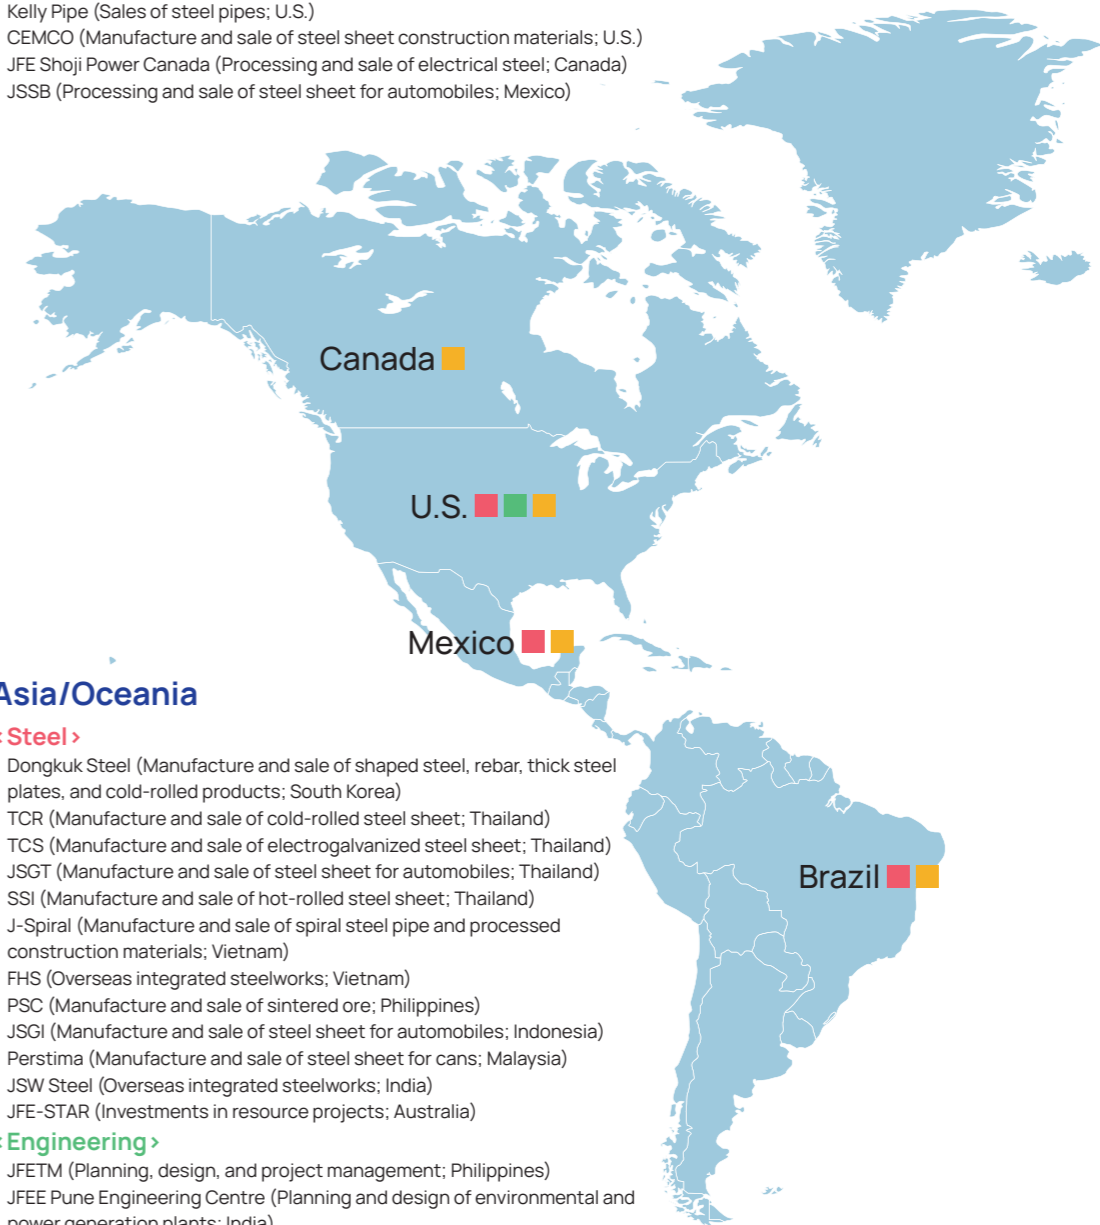 Kelly Pipe (Sales of steel pipes; U.S.)
CEMCO (Manufacture and sale of steel sheet construction materials; U.S.)
JFE Shoji Power Canada (Processing and sale of electrical steel; Canada)
JSSB (Processing and sale of steel sheet for automobiles; Mexico)
Canada
U.S.
Mexico
Brazil
Asia/Oceania
‹Steel›
Dongkuk Steel (Manufacture and sale of shaped steel, rebar, thick steel
plates, and cold-rolled products; South Korea)
TCR (Manufacture and sale of cold-rolled steel sheet; Thailand)
TCS (Manufacture and sale of electrogalvanized steel sheet; Thailand)
JSGT (Manufacture and sale of steel sheet for automobiles; Thailand)
SSI (Manufacture and sale of hot-rolled steel sheet; Thailand)
J-Spiral (Manufacture and sale of spiral steel pipe and processed
construction materials; Vietnam)
FHS (Overseas integrated steelworks; Vietnam)
PSC (Manufacture and sale of sintered ore; Philippines)
JSGI (Manufacture and sale of steel sheet for automobiles; Indonesia)
Perstima (Manufacture and sale of steel sheet for cans; Malaysia)
JSW Steel (Overseas integrated steelworks; India)
JFE-STAR (Investments in resource projects; Australia)
‹Engineering›
JFETM (Planning, design, and project management; Philippines)
JFEE Pune Engineering Centre (Planning and design of environmental and
power generation plants; India)